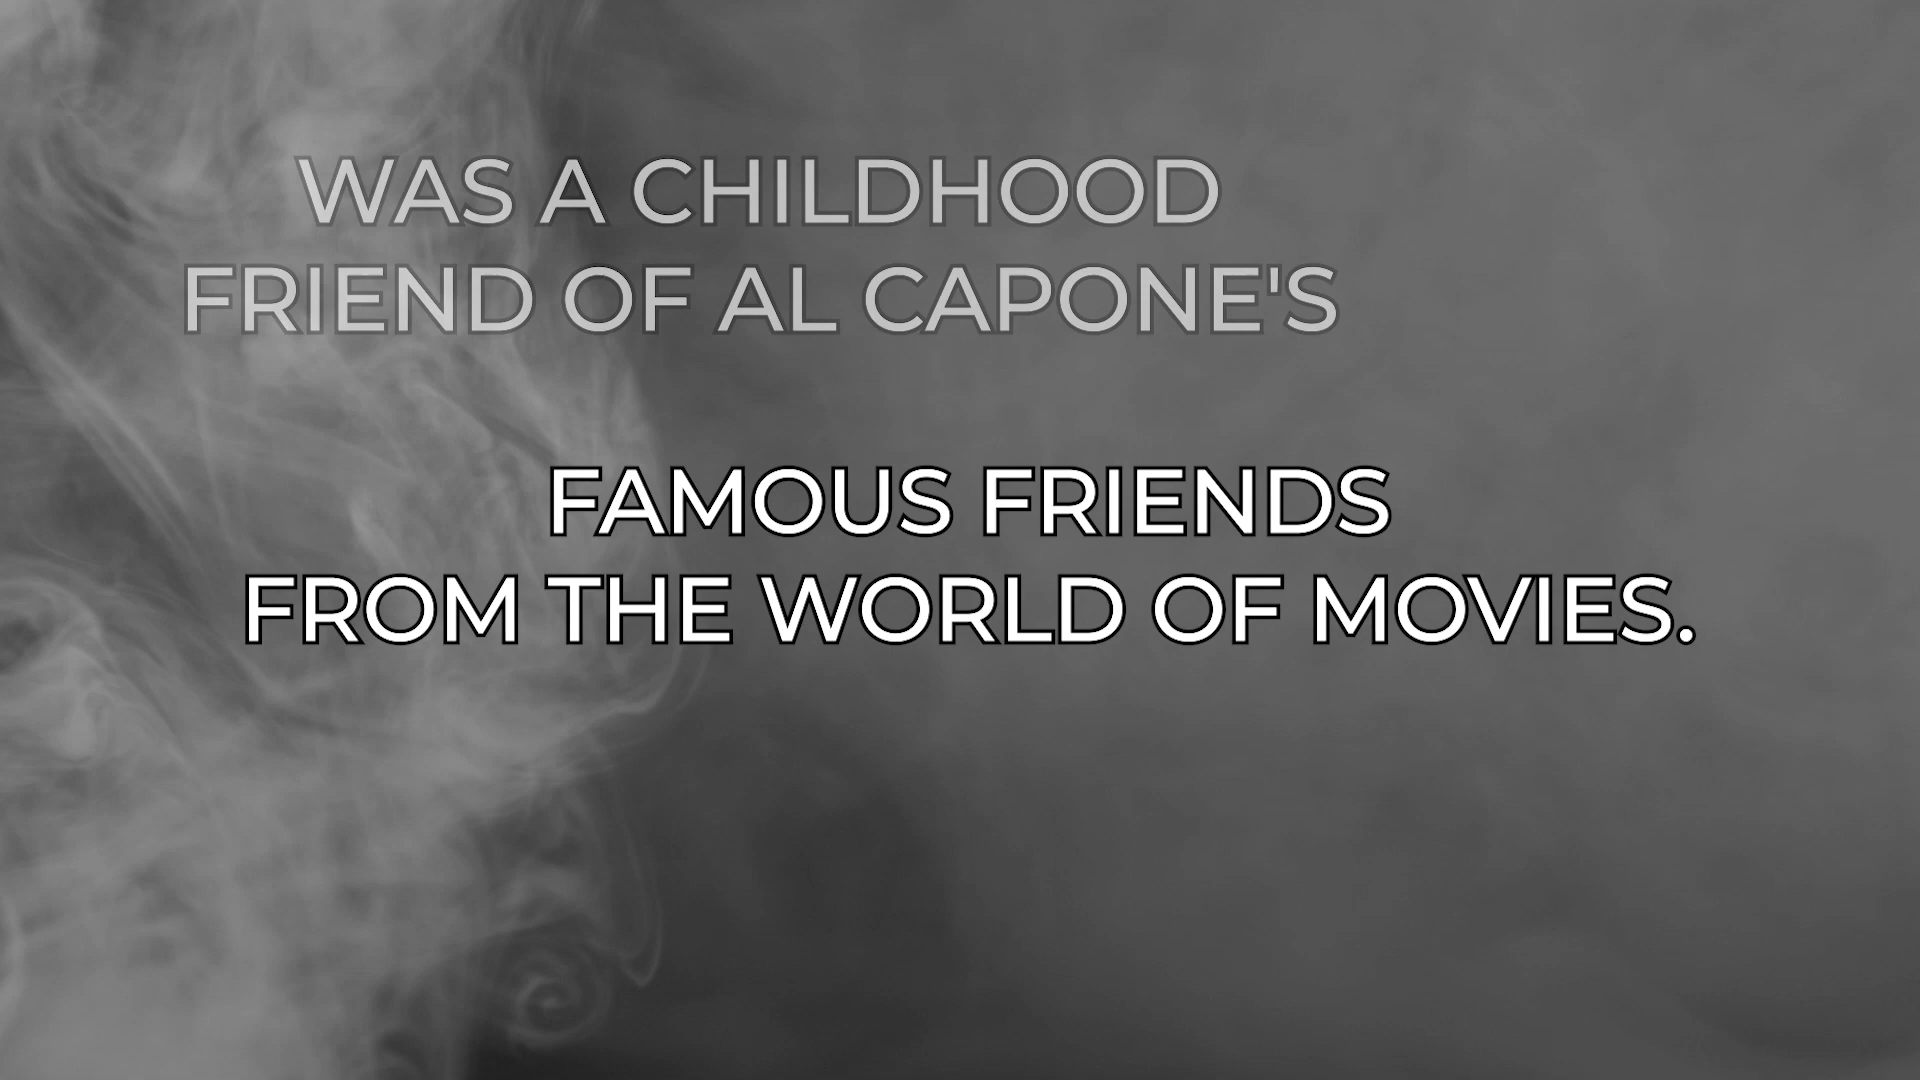 WAS A CHILDHOOD
FRIEND OF AL CAPONE'S
FAMOUS FRIENDS
FROM THE WORLD OF MOVIES.